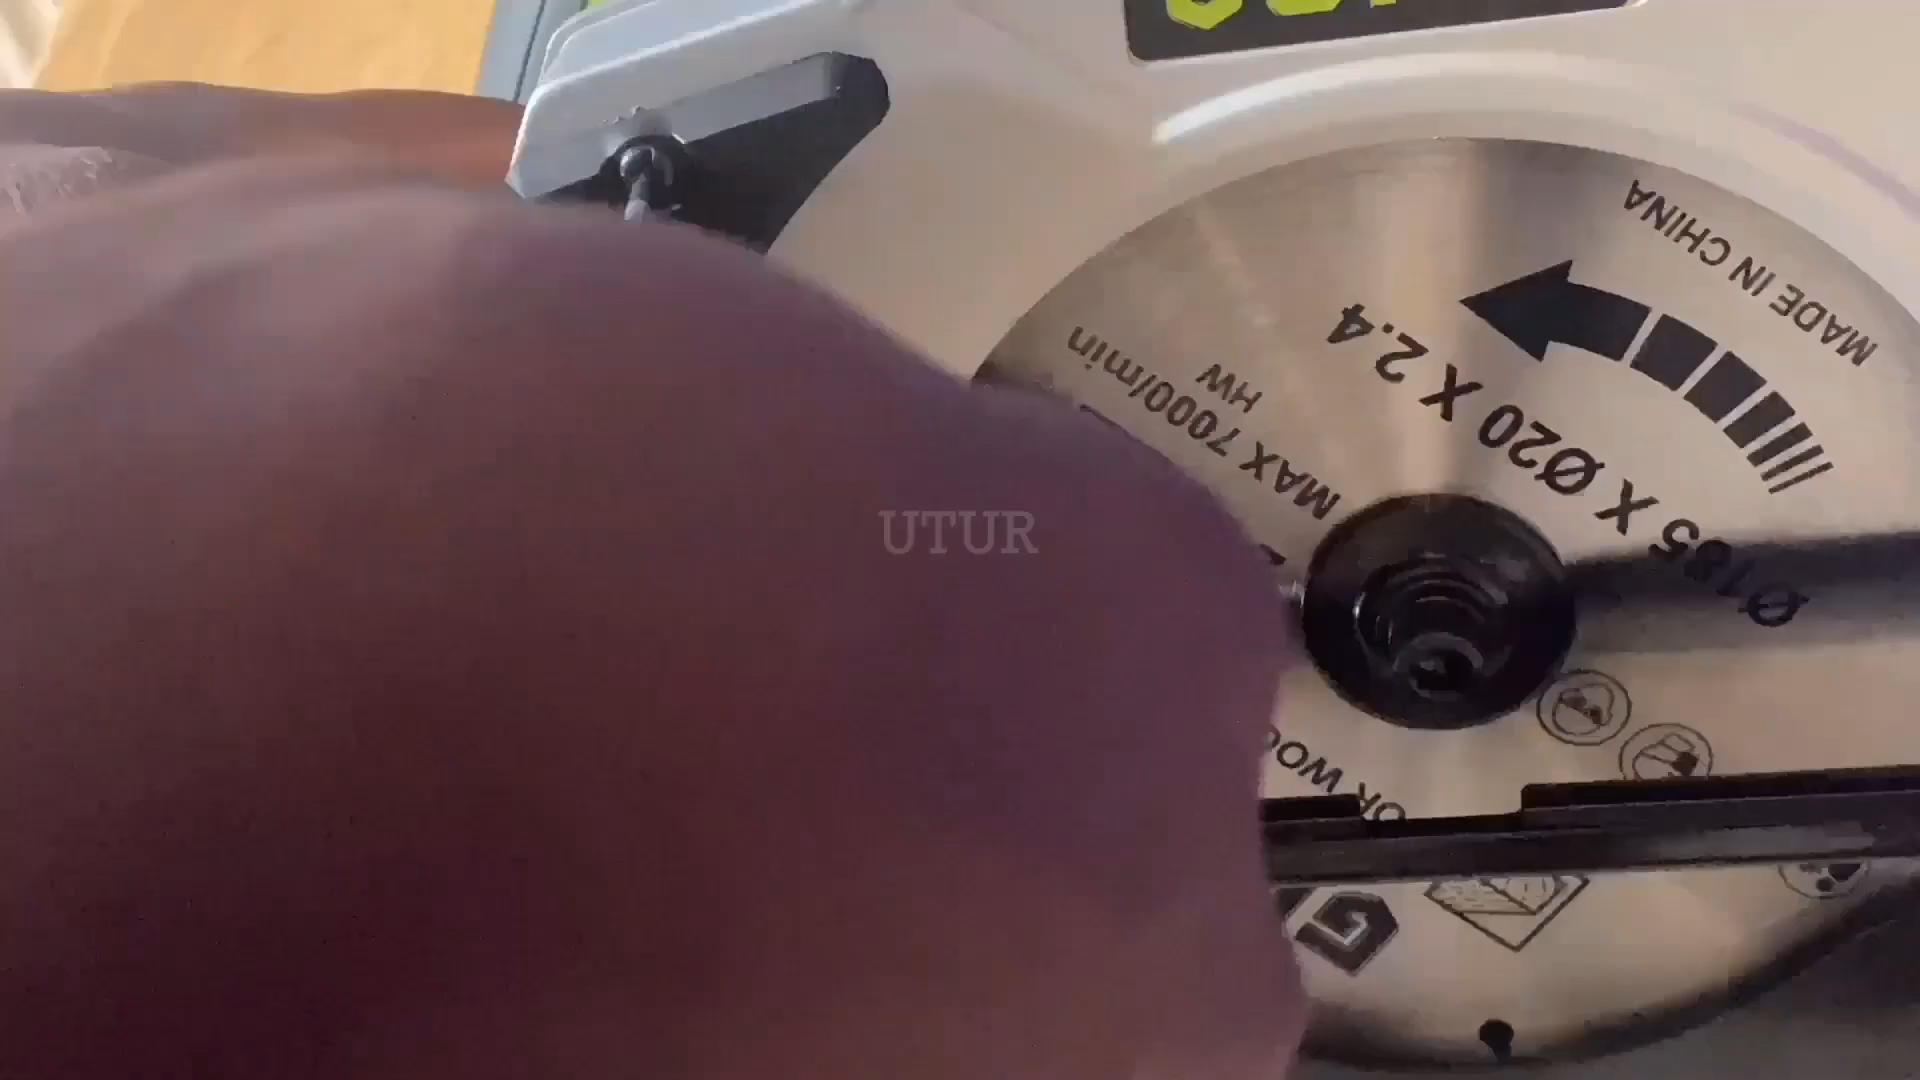 MADE IN CHINA
Ø185 X Ø20 X 2.4
MAX 7000/min
HW
UTUR